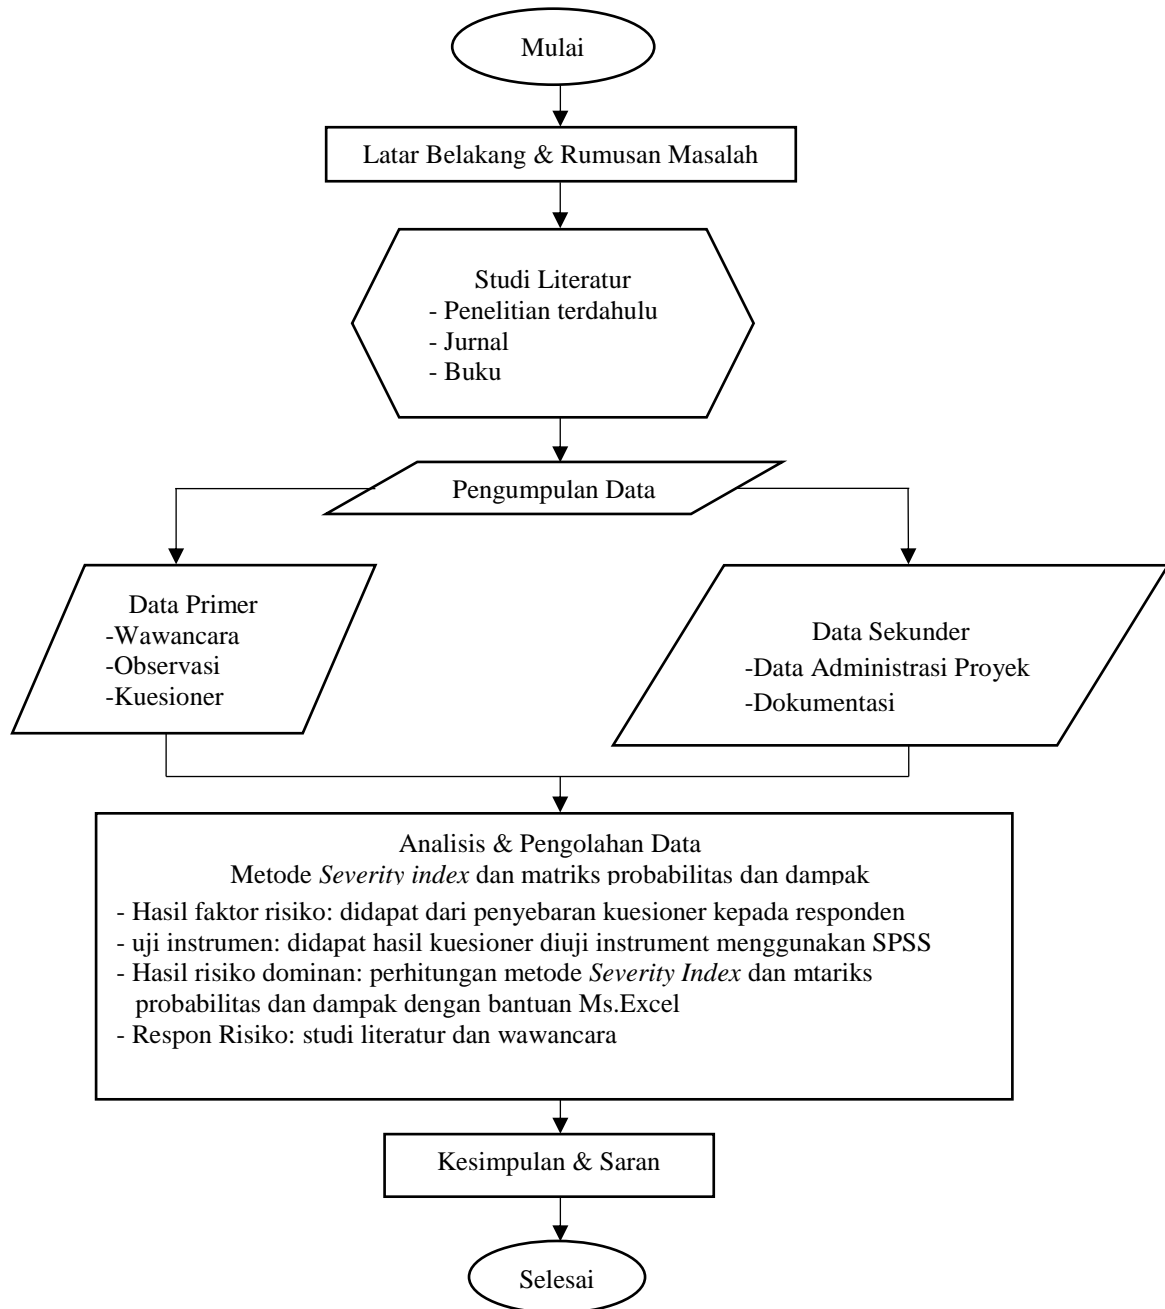 Mulai
Latar Belakang & Rumusan Masalah
Studi Literatur
- Penelitian terdahulu
- Jurnal
- Buku
Pengumpulan Data
Data Primer
-Wawancara
-Observasi
-Kuesioner
Data Sekunder
-Data Administrasi Proyek
-Dokumentasi
Analisis & Pengolahan Data
Metode Severity index dan matriks probabilitas dan dampak
- Hasil faktor risiko: didapat dari penyebaran kuesioner kepada responden
- uji instrumen: didapat hasil kuesioner diuji instrument menggunakan SPSS
- Hasil risiko dominan: perhitungan metode Severity Index dan mtariks
probabilitas dan dampak dengan bantuan Ms.Excel
- Respon Risiko: studi literatur dan wawancara
Kesimpulan & Saran
Selesai